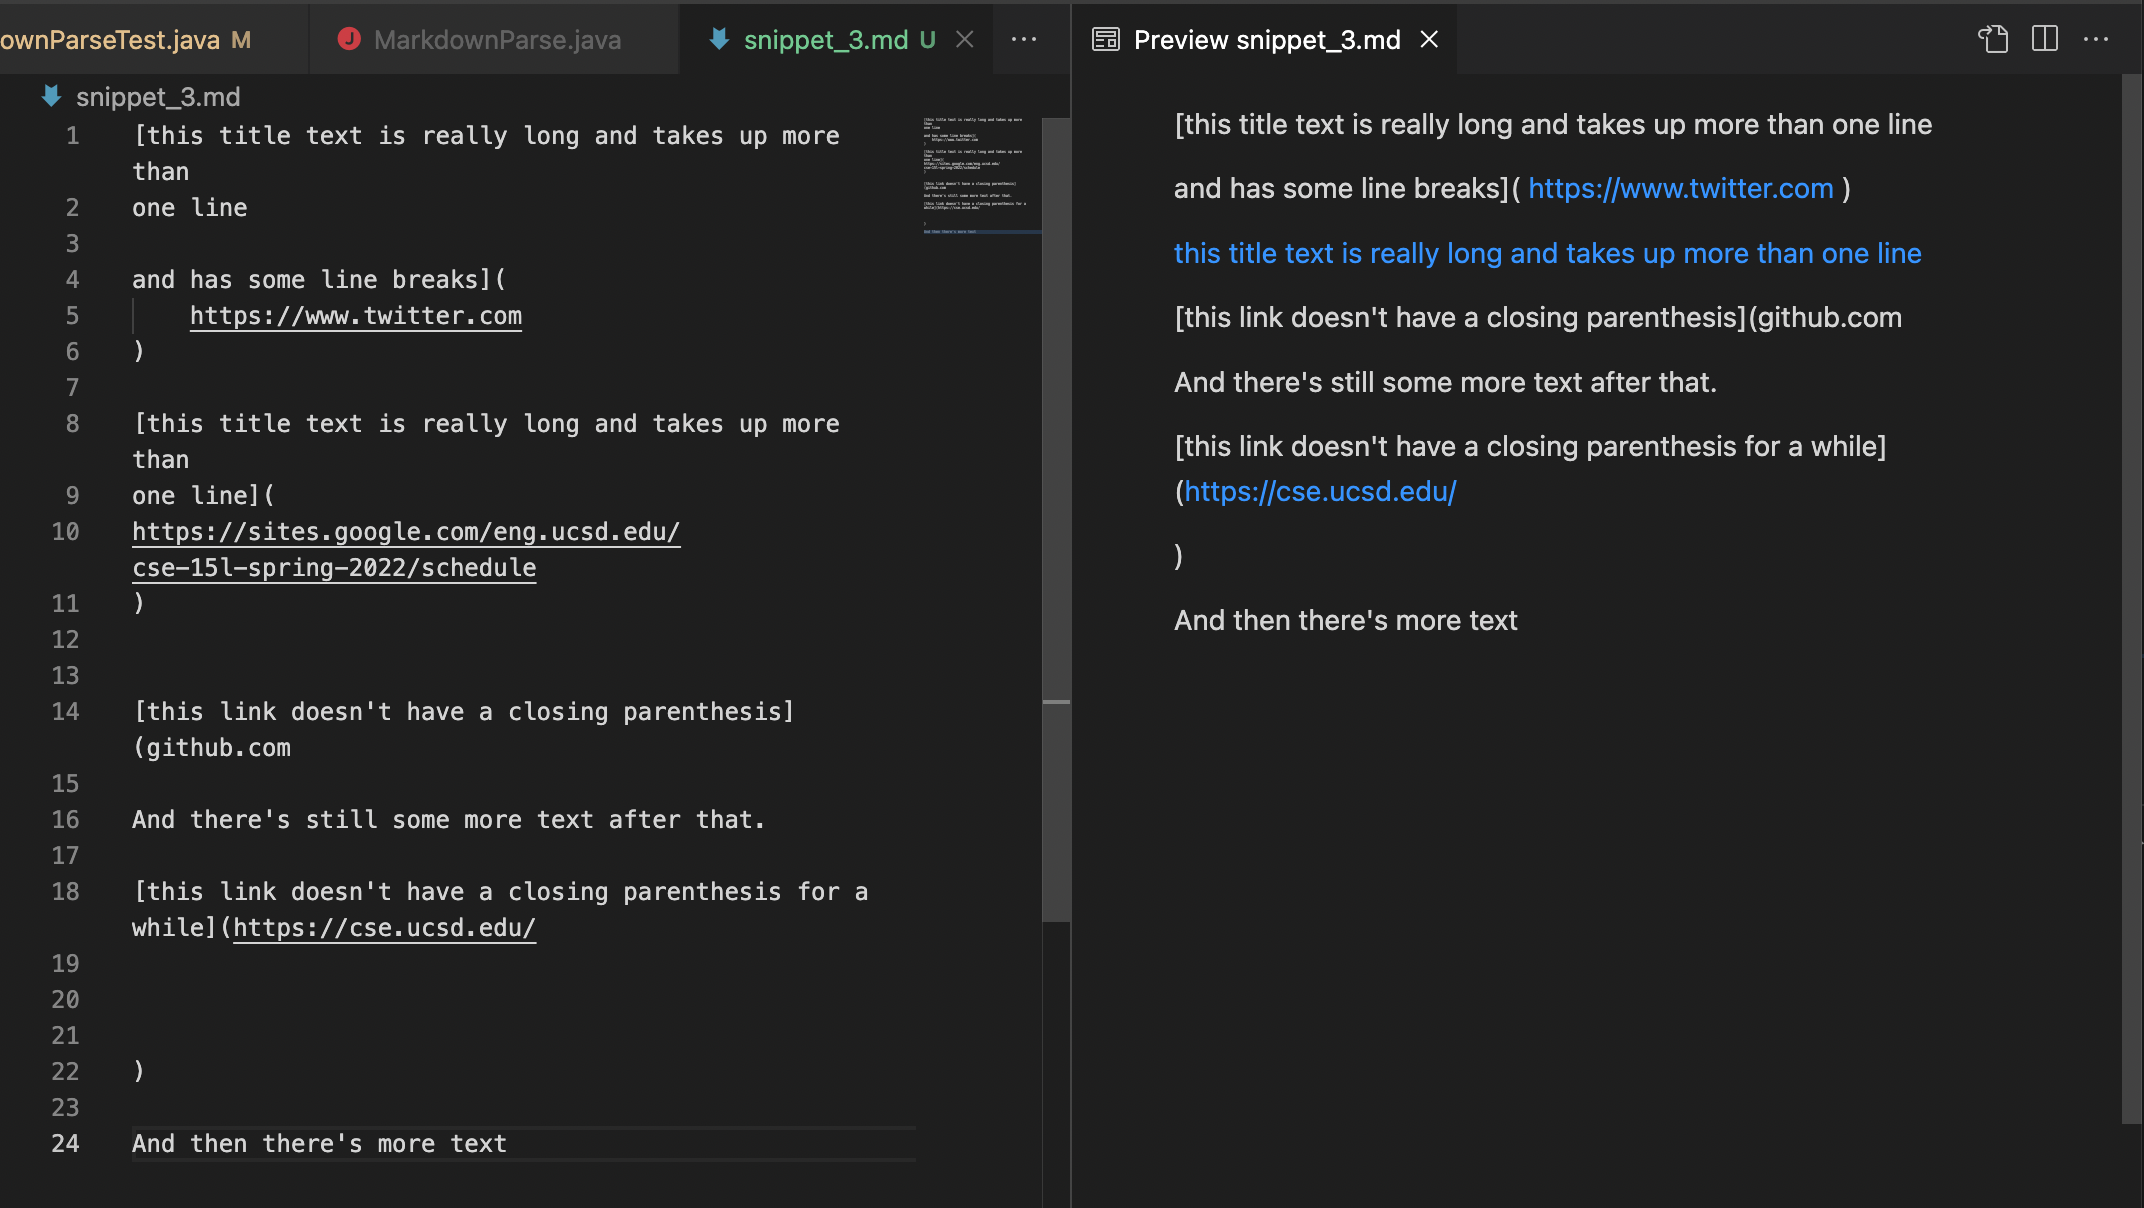 ownParseTest.java M
MarkdownParse.java
snippet_3.md U
Preview snippet_3.md
snippet_3.md
1 [this title text is really long and takes up more
than
2 one line
3
4 and has some line breaks](
5 https://www.twitter.com
6 )
7
8 [this title text is really long and takes up more
than
9 one line](
10 https://sites.google.com/eng.ucsd.edu/
cse-15l-spring-2022/schedule
11 )
12
13
14 [this link doesn't have a closing parenthesis]
(github.com
15
16 And there's still some more text after that.
17
18 [this link doesn't have a closing parenthesis for a
while](https://cse.ucsd.edu/
19
20
21
22 )
23
24 And then there's more text
[this title text is really long and takes up more than one line
and has some line breaks]( https://www.twitter.com )
this title text is really long and takes up more than one line
[this link doesn't have a closing parenthesis](github.com
And there's still some more text after that.
[this link doesn't have a closing parenthesis for a while]
(https://cse.ucsd.edu/
)
And then there's more text